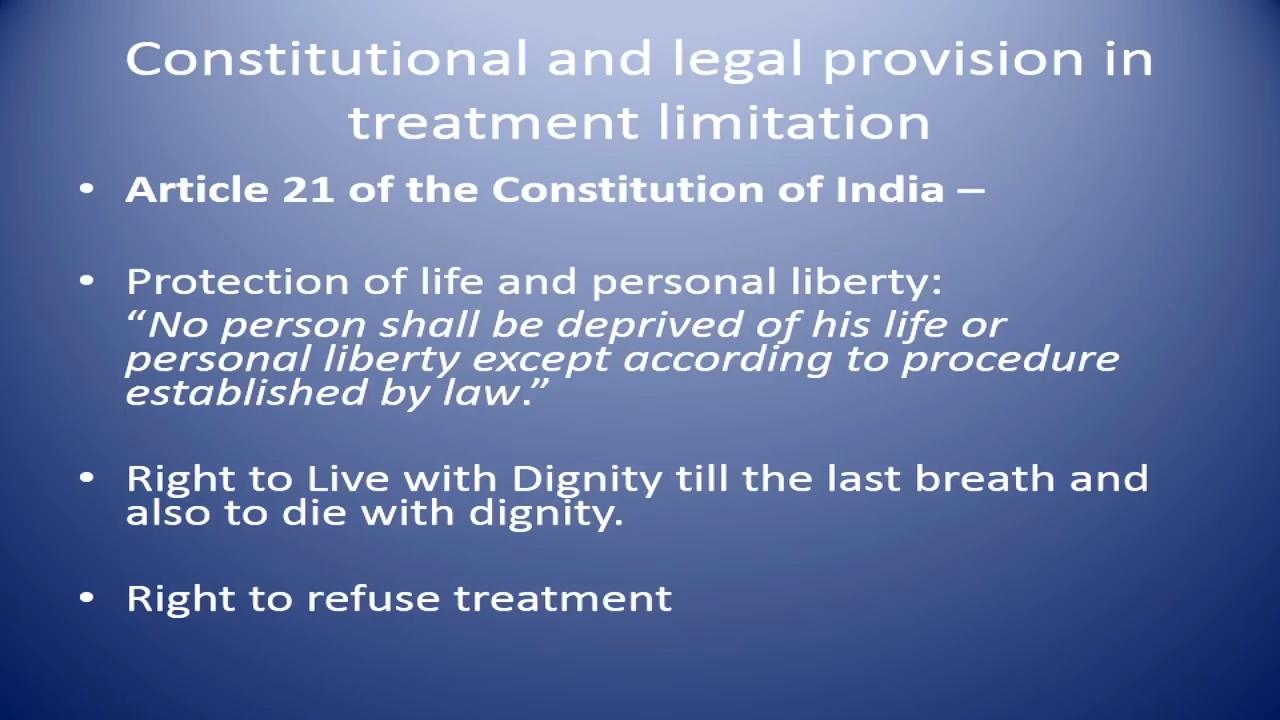 Constitutional and legal provision in
treatment limitation
• Article 21 of the Constitution of India –
• Protection of life and personal liberty:
“No person shall be deprived of his life or
personal liberty except according to procedure
established by law.”
• Right to Live with Dignity till the last breath and
also to die with dignity.
• Right to refuse treatment